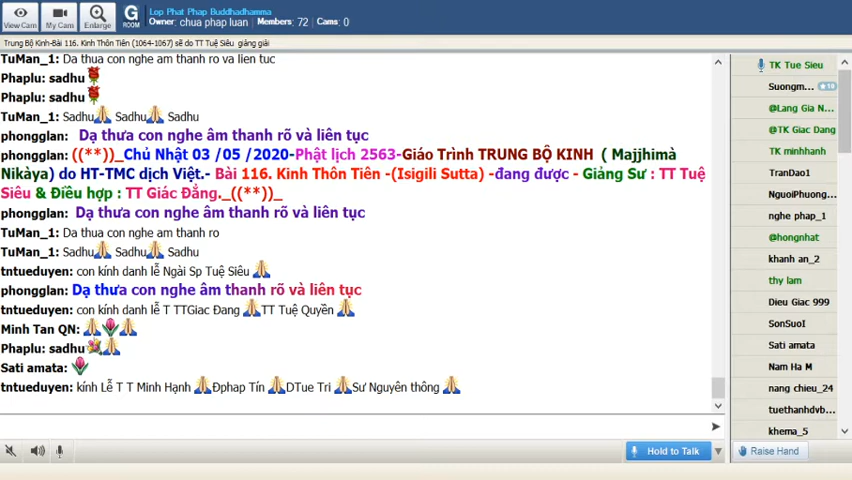 Lop Phat Phap Buddhadhamma
Owner: chua phap luan Members: 72 Cams: 0
View Cam
My Cam
Enlarge
G
ROOM
Trung Bộ Kinh-Bài 116. Kinh Thôn Tiên (1064-1067) sẽ do TT Tuệ Siêu giảng giải
TuMan_1: Da thua con nghe am thanh ro va lien tuc
Phaplu: sadhu
Phaplu: sadhu
TuMan_1: Sadhu Sadhu Sadhu
phongglan: Dạ thưa con nghe âm thanh rõ và liên tục
phongglan: ((**))_Chủ Nhật 03 /05 /2020-Phật lịch 2563-Giáo Trình TRUNG BỘ KINH ( Majjhimà
Nikàya) do HT-TMC dịch Việt.- Bài 116. Kinh Thôn Tiên -(Isigili Sutta) -đang được - Giảng Sư : TT Tuệ
Siêu & Điều hợp : TT Giác Đẳng._((**))_
phongglan: Dạ thưa con nghe âm thanh rõ và liên tục
TuMan_1: Da thua con nghe am thanh ro
TuMan_1: Sadhu Sadhu Sadhu
tntueduyen: con kính danh lễ Ngài Sp Tuệ Siêu
phongglan: Dạ thưa con nghe âm thanh rõ và liên tục
tntueduyen: con kính danh lễ T TTGiac Đang TT Tuệ Quyền
Minh Tan QN:
Phaplu: sadhu
Sati amata:
tntueduyen: kính Lễ T T Minh Hạnh Đphap Tín DTue Tri Sư Nguyên thông
Hold to Talk
Raise Hand
TK Tue Sieu
Suongm... 10
@Lang Gia N...
@TK Giac Dang
TK minhhanh
TranDao1
NguoiPhuong...
nghe phap_1
@hongnhat
khanh an_2
thy lam
Dieu Giac 999
SonSuoI
Sati amata
Nam Ha M
nang chieu_24
tuethanhdvb...
khema_5